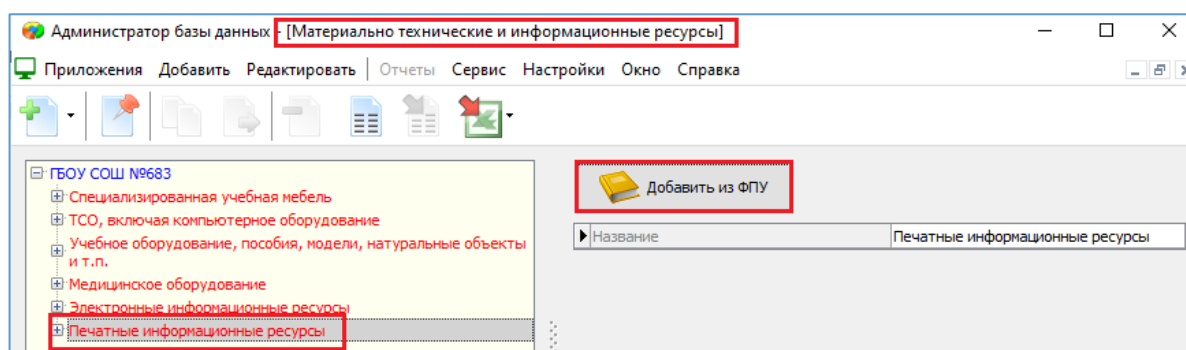 Администратор базы данных - [Материально технические и информационные ресурсы]
Приложения Добавить Редактировать Отчеты Сервис Настройки Окно Справка
ГБОУ СОШ №683
Специализированная учебная мебель
ТСО, включая компьютерное оборудование
Учебное оборудование, пособия, модели, натуральные объекты
и т.п.
Медицинское оборудование
Электронные информационные ресурсы
Печатные информационные ресурсы
Добавить из ФПУ
Название Печатные информационные ресурсы